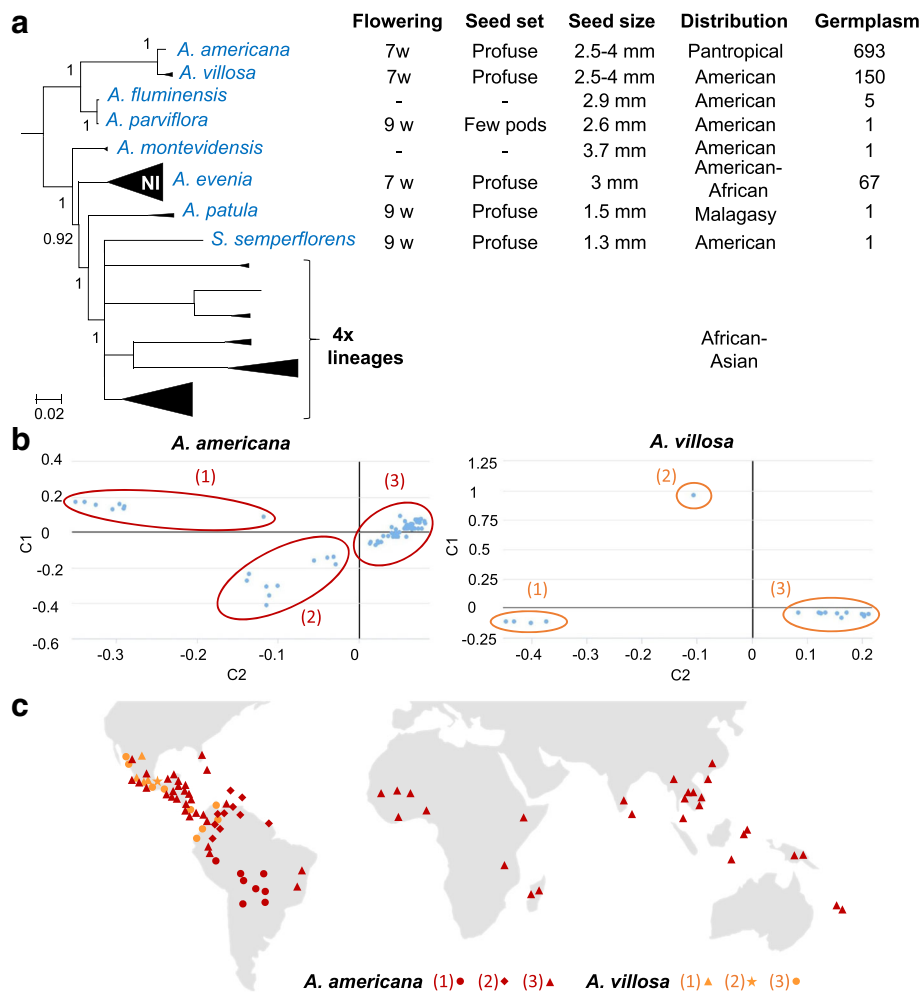 a
Flowering Seed set Seed size Distribution Germplasm
A. americana 7w Profuse 2.5-4 mm Pantropical 693
A. villosa 7w Profuse 2.5-4 mm American 150
A. fluminensis - - 2.9 mm American 5
A. parviflora 9 w Few pods 2.6 mm American 1
A. montevidensis - - 3.7 mm American 1
NI A. evenia 7 w Profuse 3 mm American-African 67
A. patula 9 w Profuse 1.5 mm Malagasy 1
S. semperflorens 9 w Profuse 1.3 mm American 1
1
1
1
1
0.92
1
1
4x
lineages
African-
Asian
0.02
b
A. americana
0.4
0.2
0
-0.2
-0.4
-0.6
C1
-0.3 -0.2 -0.1 0
C2
(1)
(2)
(3)
A. villosa
1.25
1
0.75
0.5
0.25
0
-0.25
C1
-0.4 -0.3 -0.2 -0.1 0 0.1 0.2
C2
(2)
(1)
(3)
c
A. americana (1) (2) (3) A. villosa (1) (2) (3)